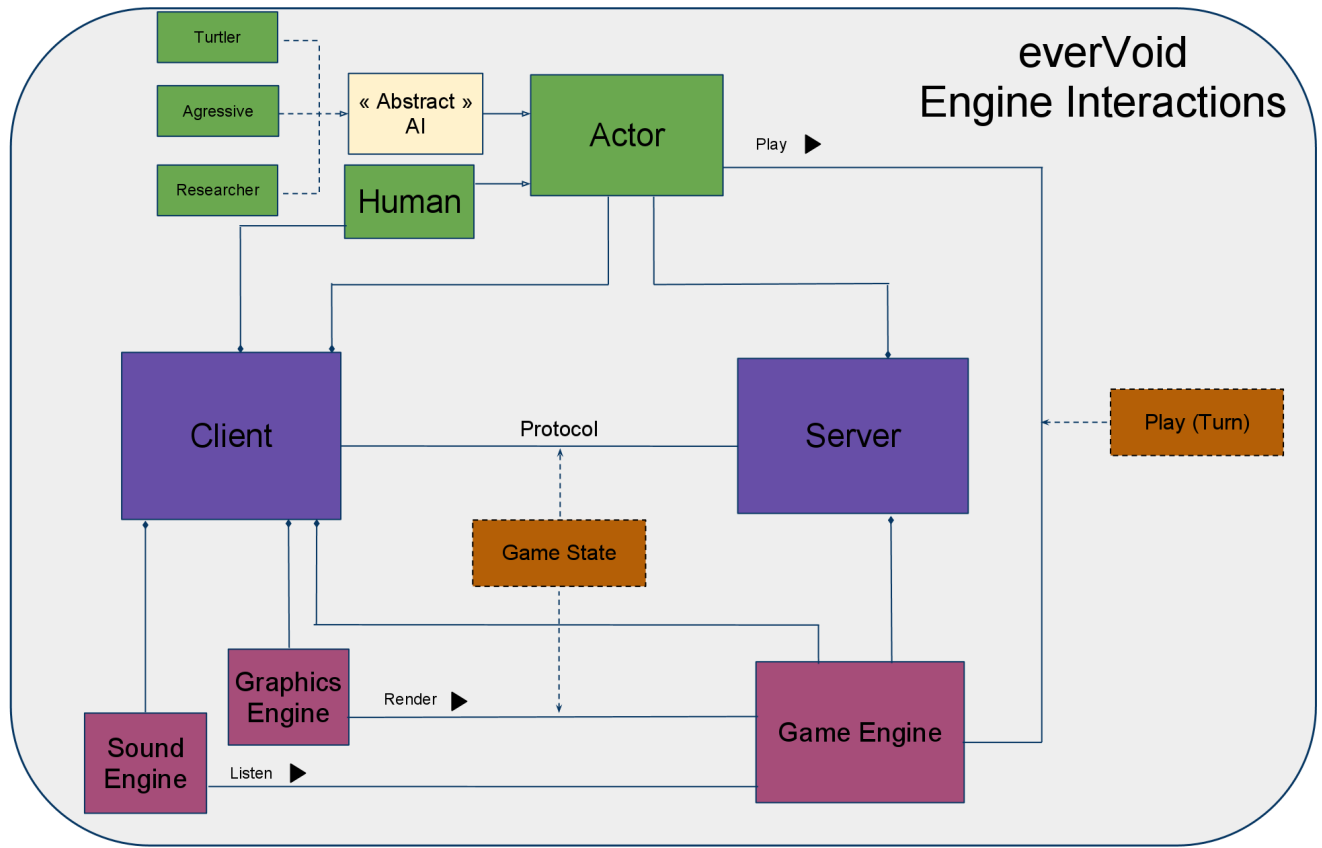 everVoid
Engine Interactions
Turtler
Agressive
Researcher
« Abstract »
AI
Human
Actor
Play
Client
Protocol
Server
Play (Turn)
Game State
Graphics
Engine
Render
Game Engine
Sound
Engine
Listen